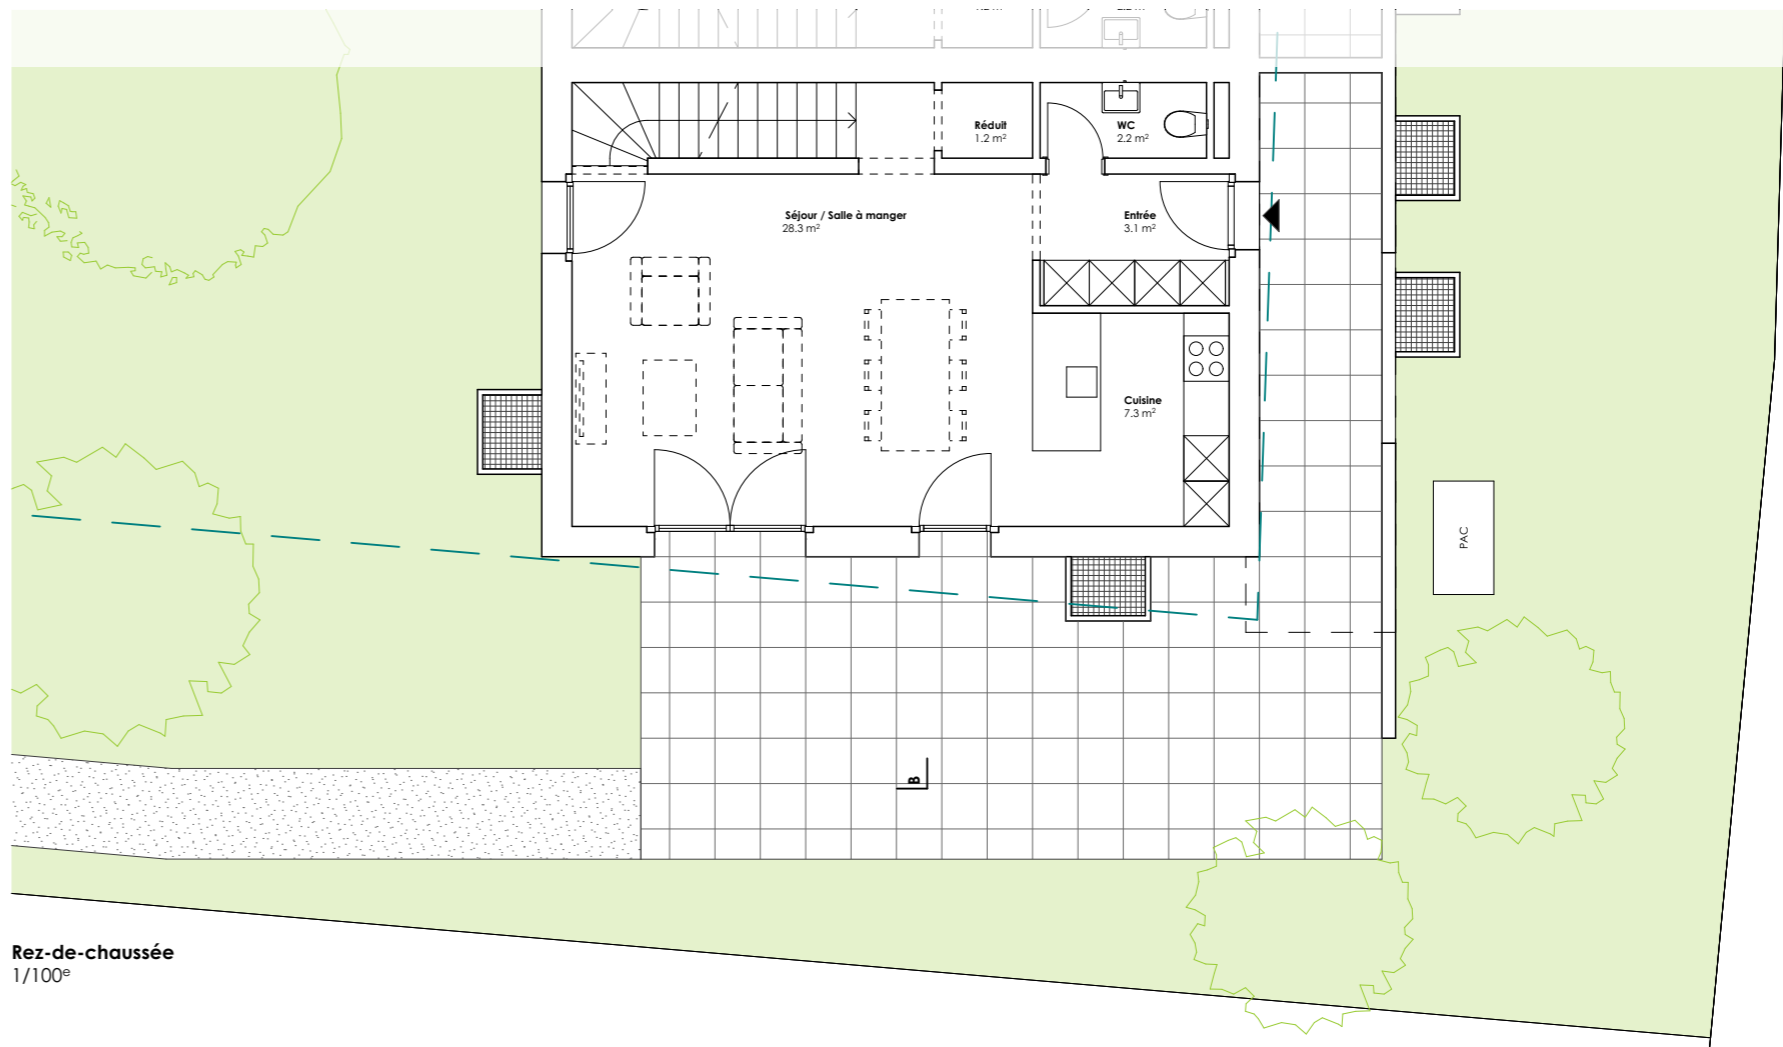 Réduit
1.2 m²
WC
2.2 m²
Séjour / Salle à manger
28.3 m²
Entrée
3.1 m²
Cuisine
7.3 m²
PAC
B
Rez-de-chaussée
1/100e